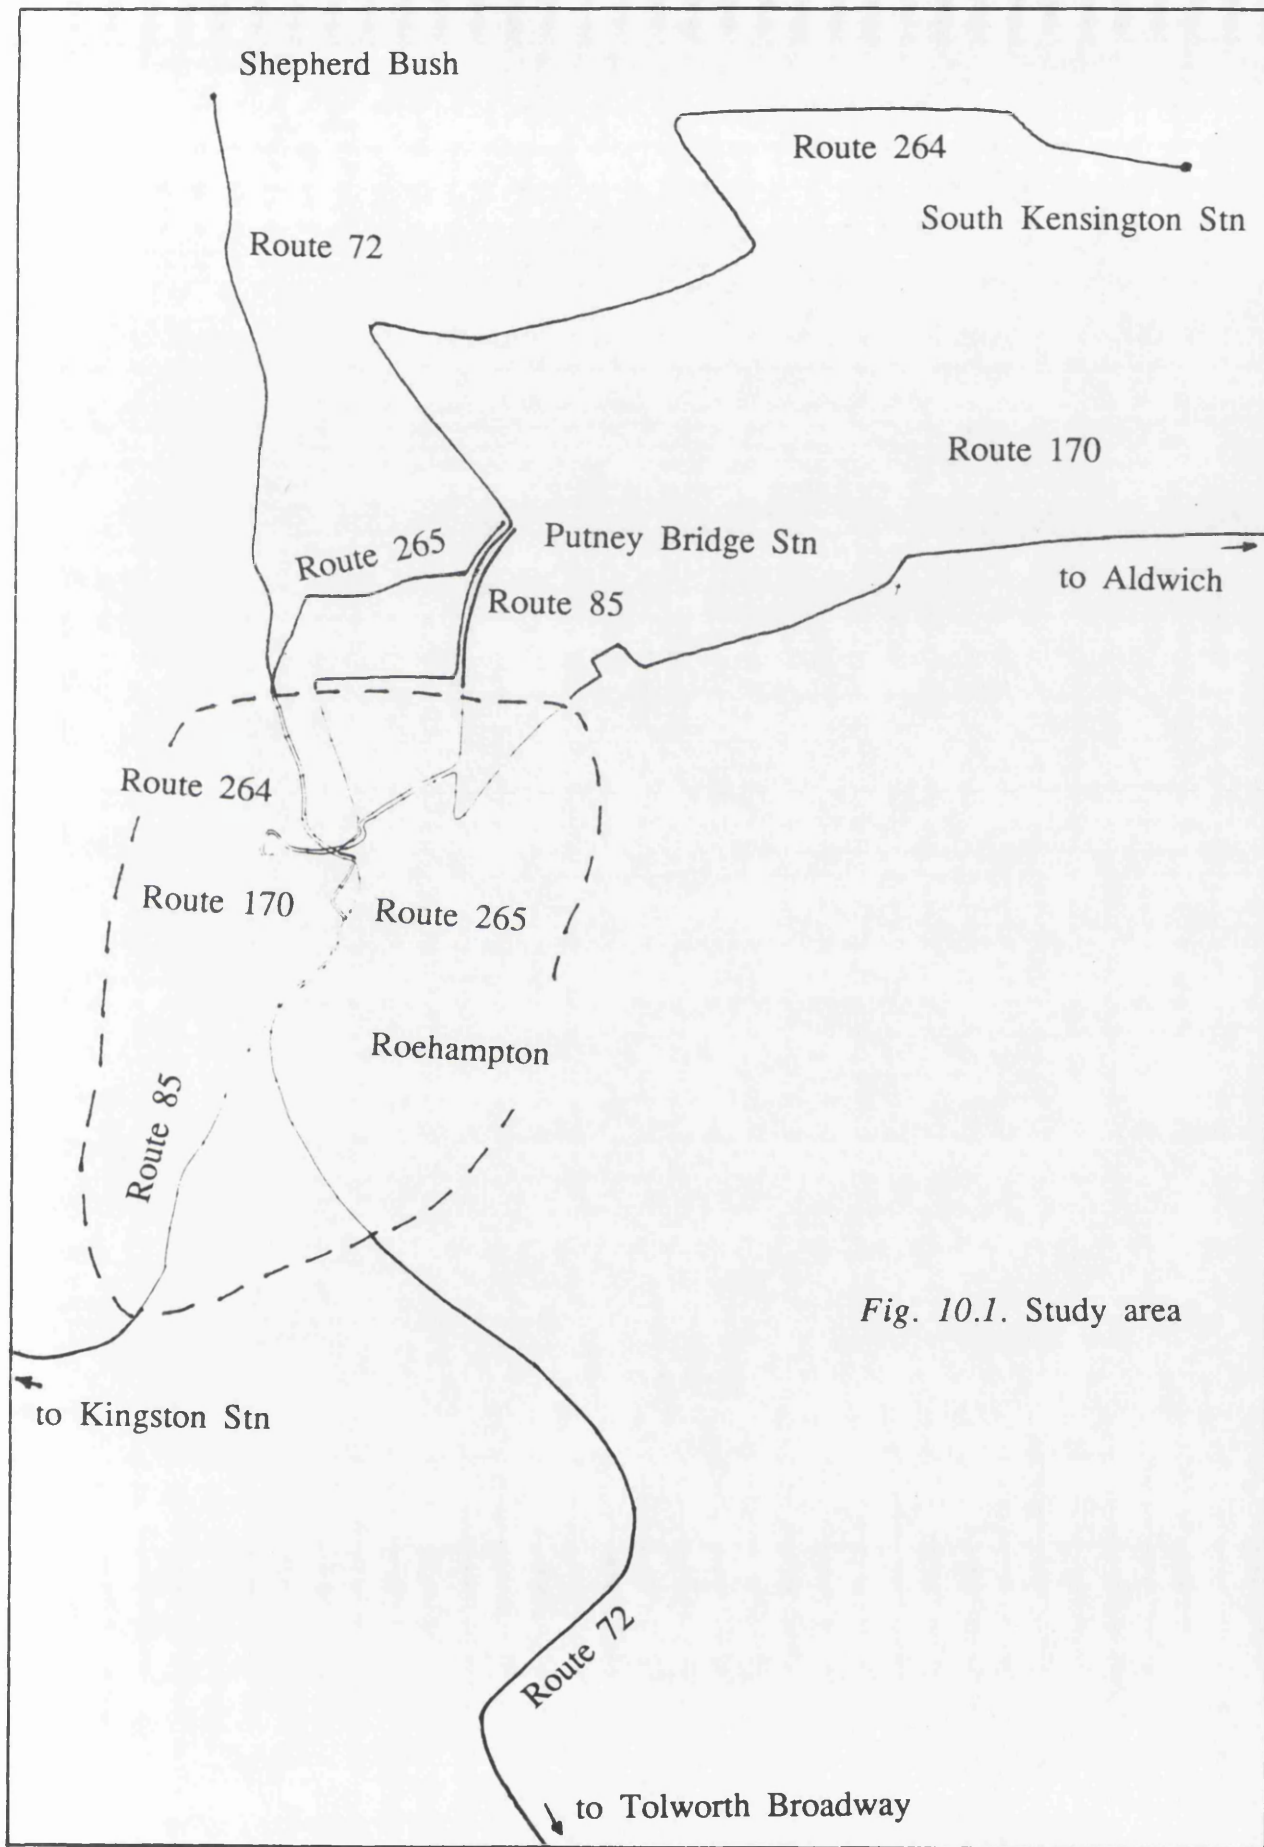 Shepherd Bush
Route 264
South Kensington Stn
Route 72
Route 170
Route 265
Putney Bridge Stn
to Aldwich
Route 85
Route 264
Route 170
Route 265
Roehampton
Route 85
Fig. 10.1. Study area
to Kingston Stn
Route 72
to Tolworth Broadway